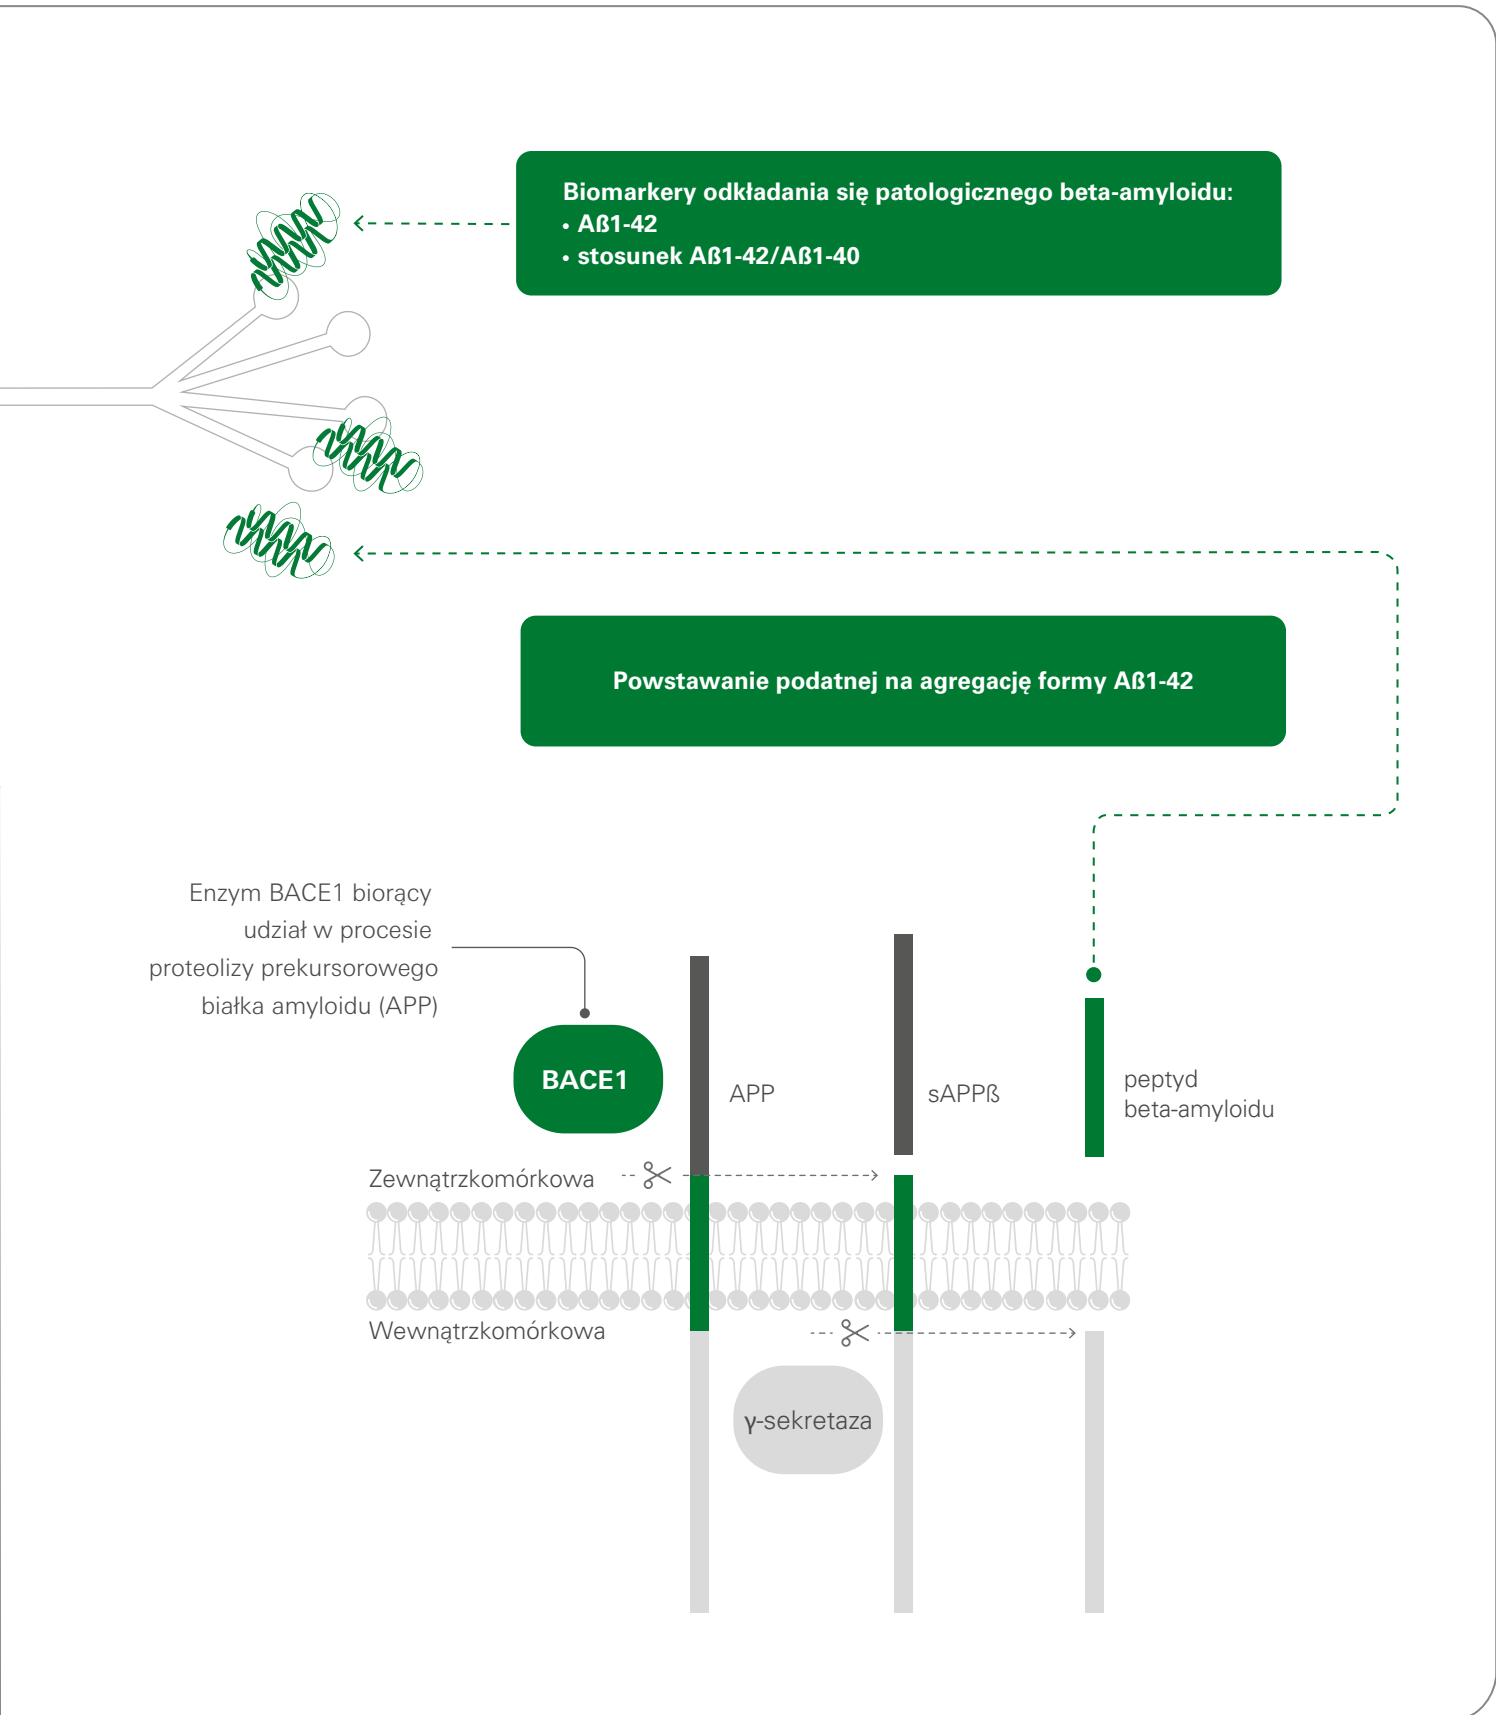 Biomarkery odkładania się patologicznego beta-amyloidu:
• Aß1-42
• stosunek Aß1-42/Aß1-40
Powstawanie podatnej na agregację formy Aß1-42
Enzym BACE1 biorący
udział w procesie
proteolizy prekursorowego
białka amyloidu (APP)
BACE1
APP
sAPPß
peptyd
beta-amyloidu
Zewnątrzkomórkowa
Wewnątrzkomórkowa
γ-sekretaza